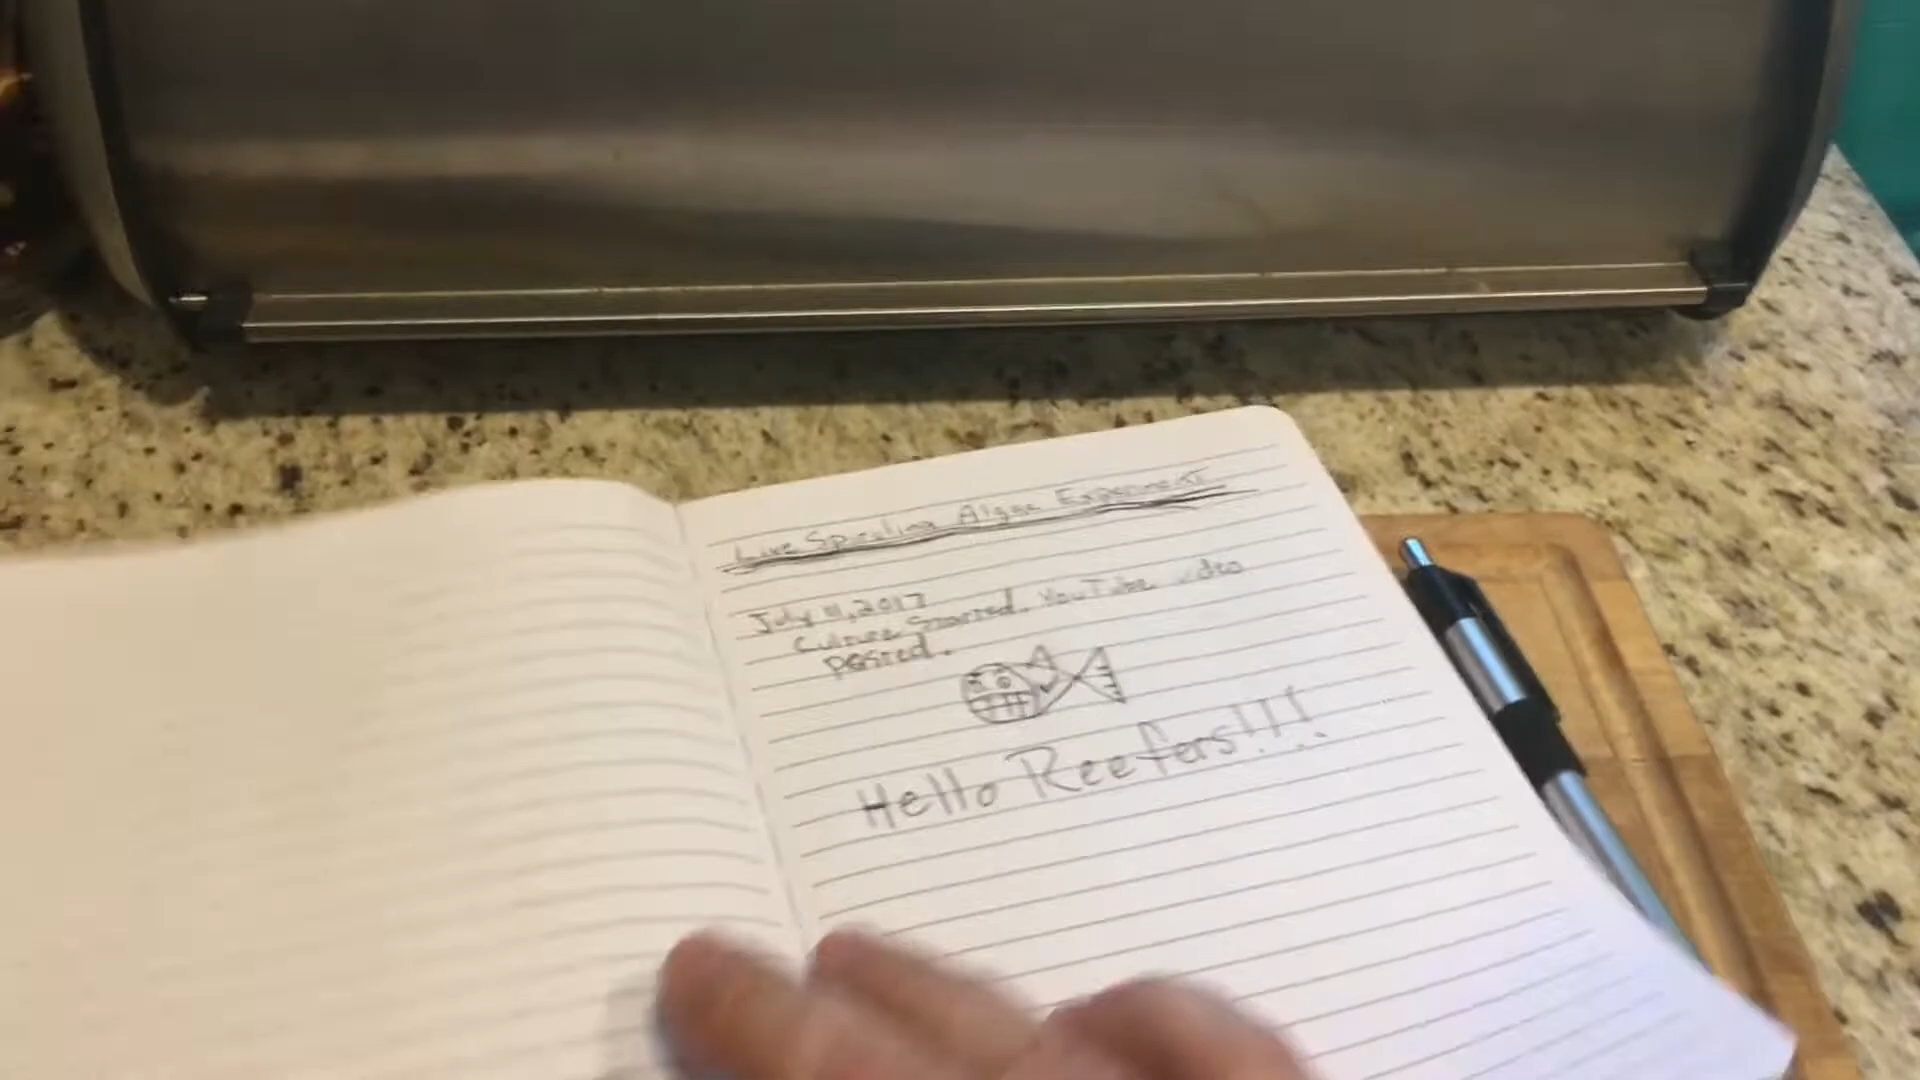 Live Spirulina Algae Experiment
July 11, 2017
Culture Started. YouTube video
posted.
Hello Reefers!!!